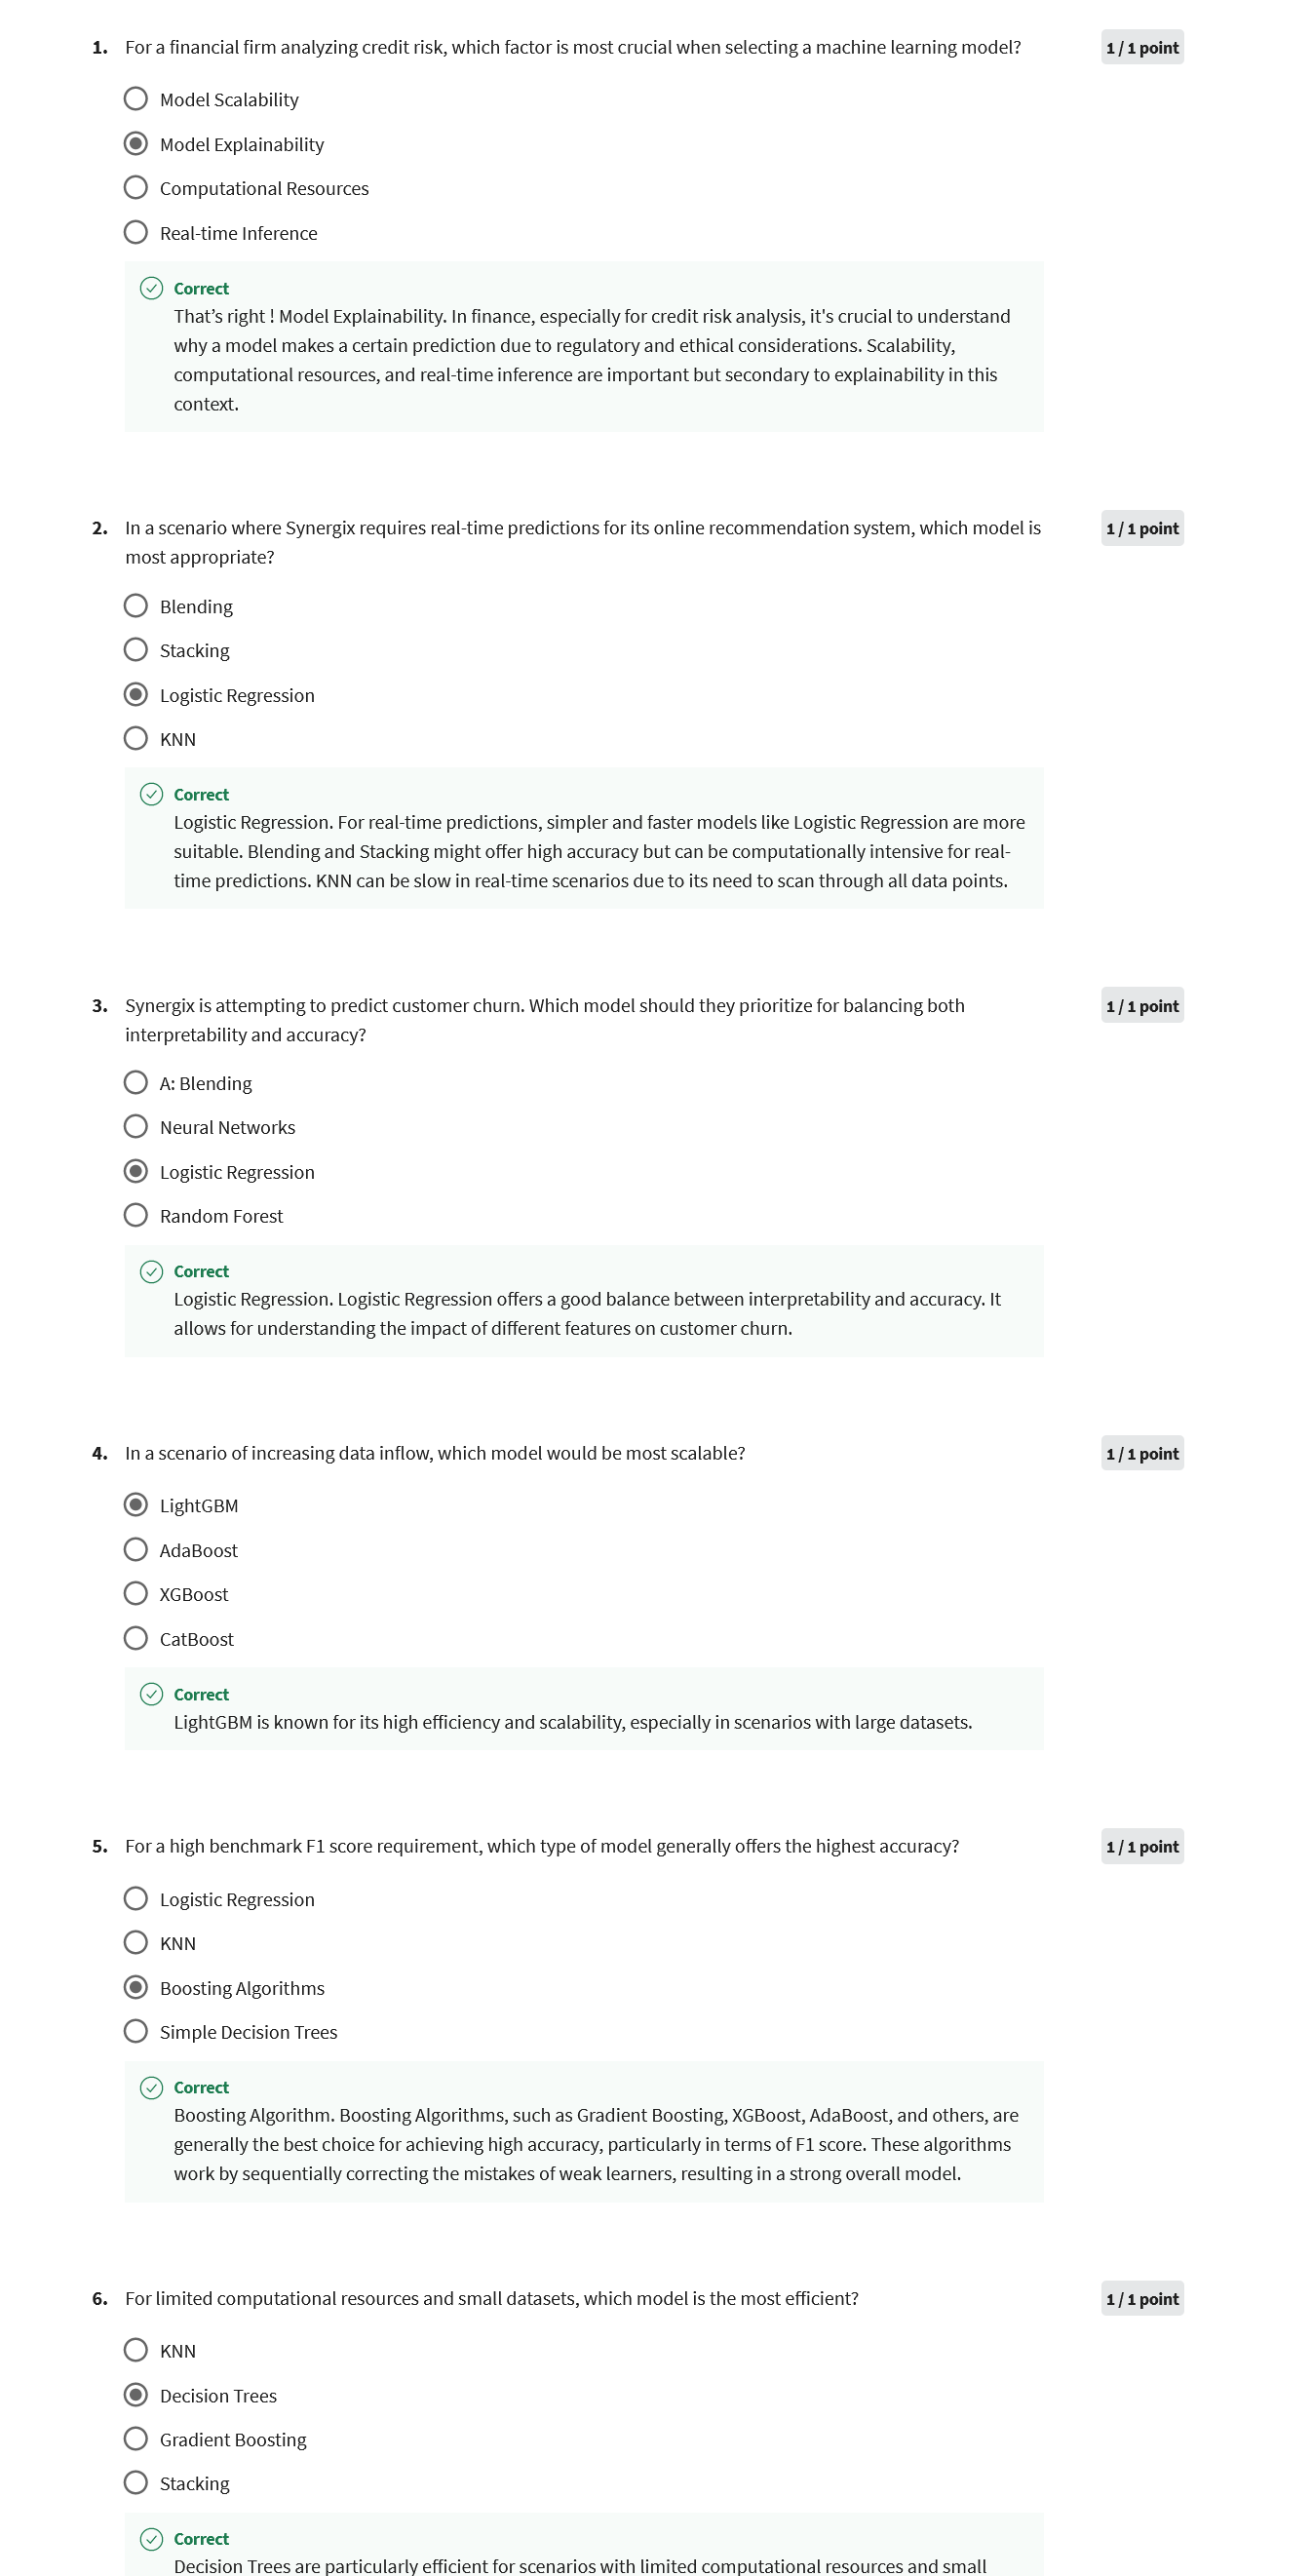 1. For a financial firm analyzing credit risk, which factor is most crucial when selecting a machine learning model? 1 / 1 point
Model Scalability
Model Explainability
Computational Resources
Real-time Inference
Correct
That’s right ! Model Explainability. In finance, especially for credit risk analysis, it's crucial to understand
why a model makes a certain prediction due to regulatory and ethical considerations. Scalability,
computational resources, and real-time inference are important but secondary to explainability in this
context.
2. In a scenario where Synergix requires real-time predictions for its online recommendation system, which model is 1 / 1 point
most appropriate?
Blending
Stacking
Logistic Regression
KNN
Correct
Logistic Regression. For real-time predictions, simpler and faster models like Logistic Regression are more
suitable. Blending and Stacking might offer high accuracy but can be computationally intensive for real-
time predictions. KNN can be slow in real-time scenarios due to its need to scan through all data points.
3. Synergix is attempting to predict customer churn. Which model should they prioritize for balancing both 1 / 1 point
interpretability and accuracy?
A: Blending
Neural Networks
Logistic Regression
Random Forest
Correct
Logistic Regression. Logistic Regression offers a good balance between interpretability and accuracy. It
allows for understanding the impact of different features on customer churn.
4. In a scenario of increasing data inflow, which model would be most scalable? 1 / 1 point
LightGBM
AdaBoost
XGBoost
CatBoost
Correct
LightGBM is known for its high efficiency and scalability, especially in scenarios with large datasets.
5. For a high benchmark F1 score requirement, which type of model generally offers the highest accuracy? 1 / 1 point
Logistic Regression
KNN
Boosting Algorithms
Simple Decision Trees
Correct
Boosting Algorithm. Boosting Algorithms, such as Gradient Boosting, XGBoost, AdaBoost, and others, are
generally the best choice for achieving high accuracy, particularly in terms of F1 score. These algorithms
work by sequentially correcting the mistakes of weak learners, resulting in a strong overall model.
6. For limited computational resources and small datasets, which model is the most efficient? 1 / 1 point
KNN
Decision Trees
Gradient Boosting
Stacking
Correct
Decision Trees are particularly efficient for scenarios with limited computational resources and small